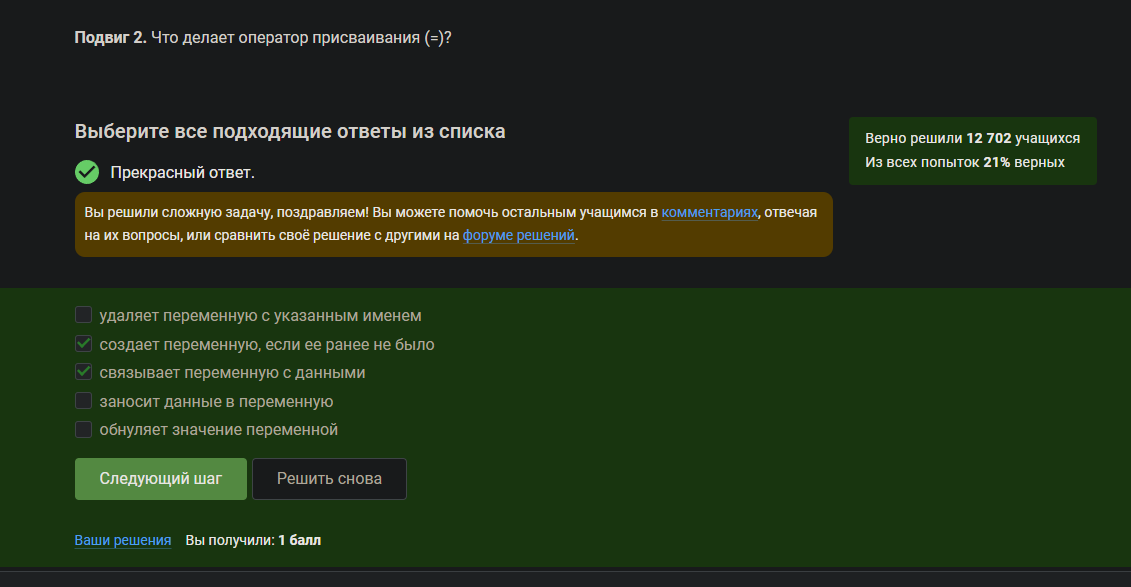 Подвиг 2. Что делает оператор присваивания (=)?
Выберите все подходящие ответы из списка
Верно решили 12 702 учащихся
Из всех попыток 21% верных
Прекрасный ответ.
Вы решили сложную задачу, поздравляем! Вы можете помочь остальным учащимся в комментариях, отвечая
на их вопросы, или сравнить своё решение с другими на форуме решений.
удаляет переменную с указанным именем
создает переменную, если ее ранее не было
связывает переменную с данными
заносит данные в переменную
обнуляет значение переменной
Следующий шаг
Решить снова
Ваши решения Вы получили: 1 балл